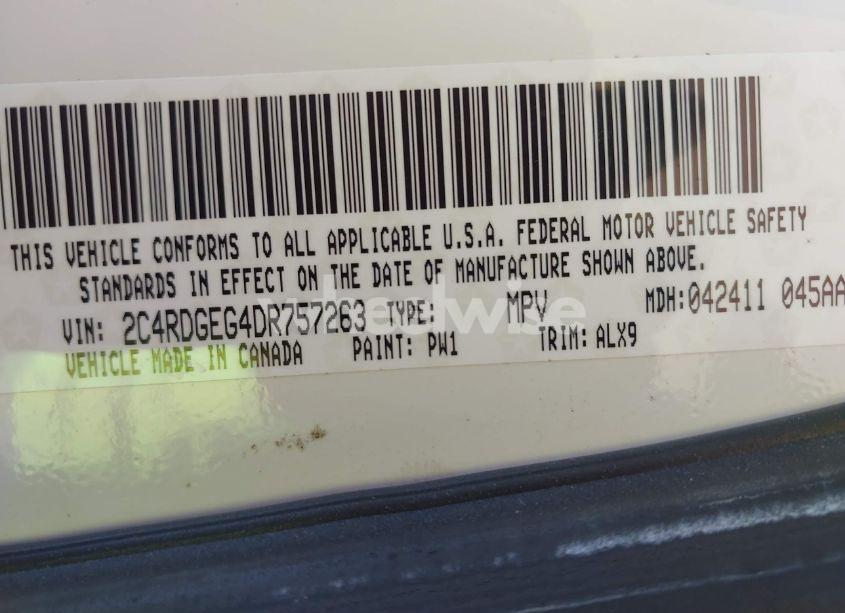 THIS VEHICLE CONFORMS TO ALL APPLICABLE U.S.A. FEDERAL MOTOR VEHICLE SAFETY
STANDARDS IN EFFECT ON THE DATE OF MANUFACTURE SHOWN ABOVE.
VIN: 2C4RDGEG4DR757263 TYPE: MPV MDH:042411 045AA
VEHICLE MADE IN CANADA PAINT: PW1 TRIM: ALX9